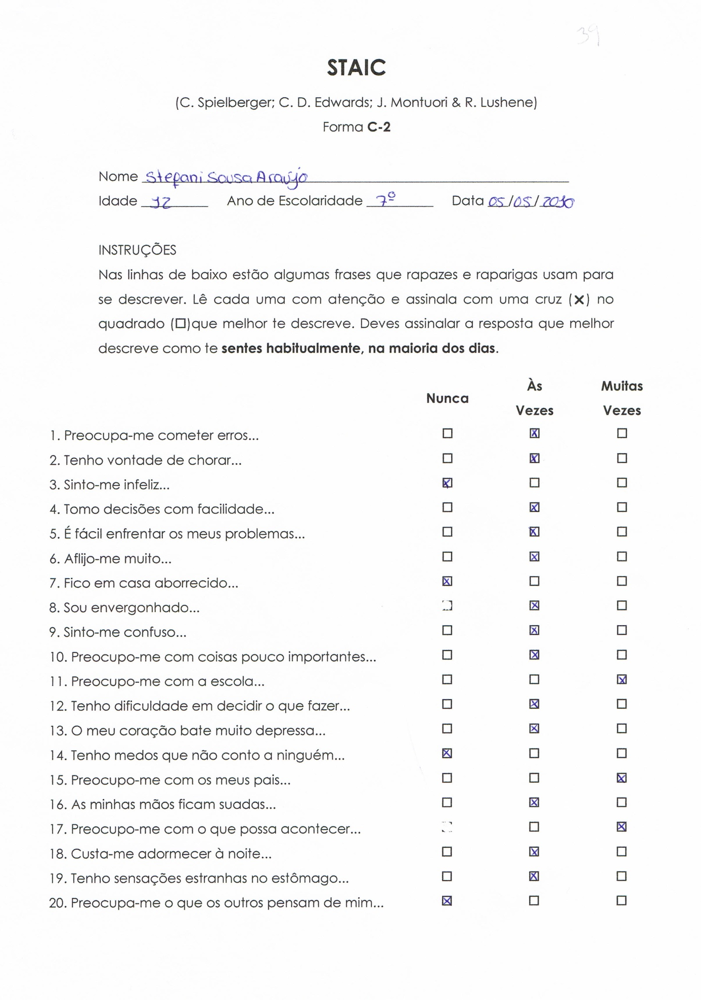 39
STAIC
(C. Spielberger; C. D. Edwards; J. Montuori & R. Lushene)
Forma C-2
Nome Stefani Sousa Araújo
Idade 12 Ano de Escolaridade 7º Data 05/05/2010
INSTRUÇÕES
Nas linhas de baixo estão algumas frases que rapazes e raparigas usam para
se descrever. Lê cada uma com atenção e assinala com uma cruz (×) no
quadrado (☐)que melhor te descreve. Deves assinalar a resposta que melhor
descreve como te sentes habitualmente, na maioria dos dias.
Nunca Às Vezes Muitas Vezes
1. Preocupa-me cometer erros... ☐ ☒ ☐
2. Tenho vontade de chorar... ☐ ☒ ☐
3. Sinto-me infeliz... ☒ ☐ ☐
4. Tomo decisões com facilidade... ☐ ☒ ☐
5. É fácil enfrentar os meus problemas... ☐ ☒ ☐
6. Aflijo-me muito... ☐ ☒ ☐
7. Fico em casa aborrecido... ☒ ☐ ☐
8. Sou envergonhado... ☐ ☒ ☐
9. Sinto-me confuso... ☐ ☒ ☐
10. Preocupo-me com coisas pouco importantes... ☐ ☒ ☐
11. Preocupo-me com a escola... ☐ ☐ ☒
12. Tenho dificuldade em decidir o que fazer... ☐ ☒ ☐
13. O meu coração bate muito depressa... ☐ ☒ ☐
14. Tenho medos que não conto a ninguém... ☒ ☐ ☐
15. Preocupo-me com os meus pais... ☐ ☐ ☒
16. As minhas mãos ficam suadas... ☐ ☒ ☐
17. Preocupo-me com o que possa acontecer... ☐ ☐ ☒
18. Custa-me adormecer à noite... ☐ ☒ ☐
19. Tenho sensações estranhas no estômago... ☐ ☒ ☐
20. Preocupa-me o que os outros pensam de mim... ☒ ☐ ☐